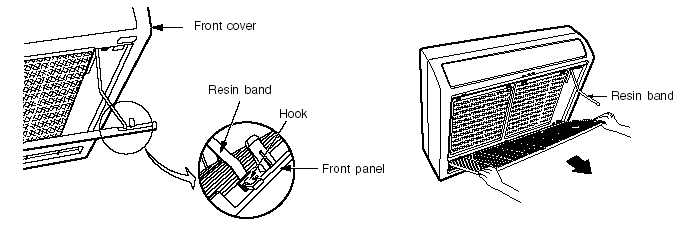 Front cover
Resin band
Hook
Front panel
Resin band